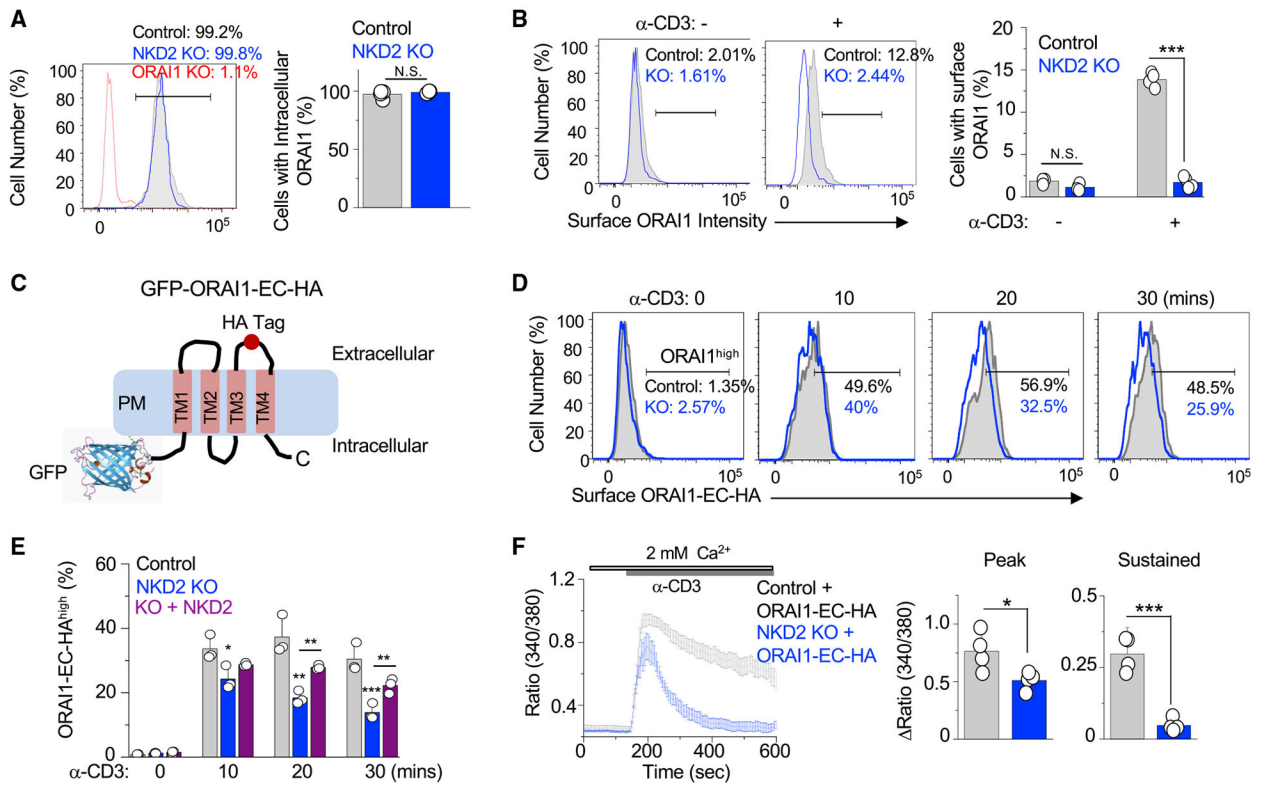 A
Control: 99.2%
NKD2 KO: 99.8%
ORAI1 KO: 1.1%
Cell Number (%)
100
80
60
40
20
0
0
10⁵
Control
NKD2 KO
N.S.
Cells with Intracellular
ORAI1 (%)
100
50
0
B
α-CD3: -
+
Control: 2.01%
KO: 1.61%
Control: 12.8%
KO: 2.44%
Cell Number (%)
100
80
60
40
20
0
0
10⁵
0
10⁵
Surface ORAI1 Intensity
Control
NKD2 KO
***
N.S.
Cells with surface
ORAI1 (%)
20
15
10
5
0
α-CD3:
-
+
C
GFP-ORAI1-EC-HA
HA Tag
Extracellular
PM
TM1
TM2
TM3
TM4
Intracellular
GFP
C
D
α-CD3: 0
10
20
30 (mins)
Cell Number (%)
100
80
60
40
20
0
ORAI1ʰⁱᵍʰ
Control: 1.35%
KO: 2.57%
49.6%
40%
56.9%
32.5%
48.5%
25.9%
0
10⁵
0
10⁵
0
10⁵
0
10⁵
Surface ORAI1-EC-HA
E
Control
NKD2 KO
KO + NKD2
ORAI1-EC-HAʰⁱᵍʰ (%)
60
40
20
0
*
**
**
***
**
α-CD3:
0
10
20
30 (mins)
F
2 mM Ca²⁺
α-CD3
Control +
ORAI1-EC-HA
NKD2 KO +
ORAI1-EC-HA
Ratio (340/380)
1.2
0.8
0.4
0
200
400
600
Time (sec)
Peak
*
ΔRatio (340/380)
1.0
0.5
0
Sustained
***
0.5
0.25
0